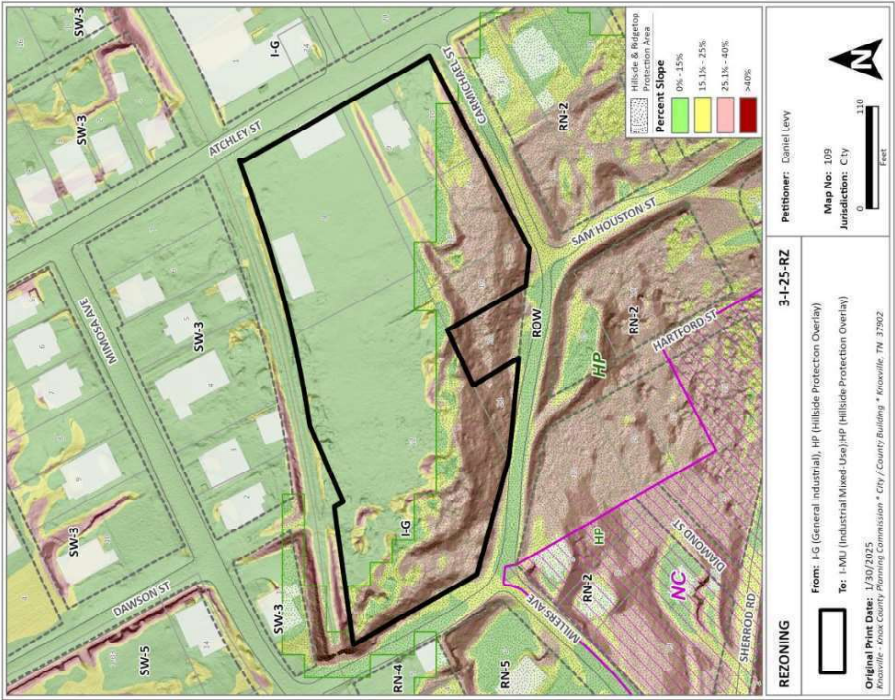 SW-3
I-G
SW-3
ATCHLEY ST
CARMICHAEL ST
RN-2
MIMOSA AVE
SW-3
SAM HOUSTON ST
ROW
RN-2
HP
HARTFORD ST
SW-3
I-G
DAWSON ST
SW-3
SW-5
HP
DIAMOND ST
RN-2
NC
MILLERS AVE
RN-4
RN-5
SHERROD RD
Hillside & Ridgetop
Protection Area
Percent Slope
0% - 15%
15.1% - 25%
25.1% - 40%
>40%
REZONING
3-I-25-RZ
From: I-G (General Industrial), HP (Hillside Protection Overlay)
To: I-MU (Industrial Mixed-Use);HP (Hillside Protection Overlay)
Original Print Date: 1/30/2025
Knoxville - Knox County Planning Commission * City / County Building * Knoxville, TN 37902
Petitioner: Daniel Levy
Map No: 109
Jurisdiction: City
0 110
Feet
N